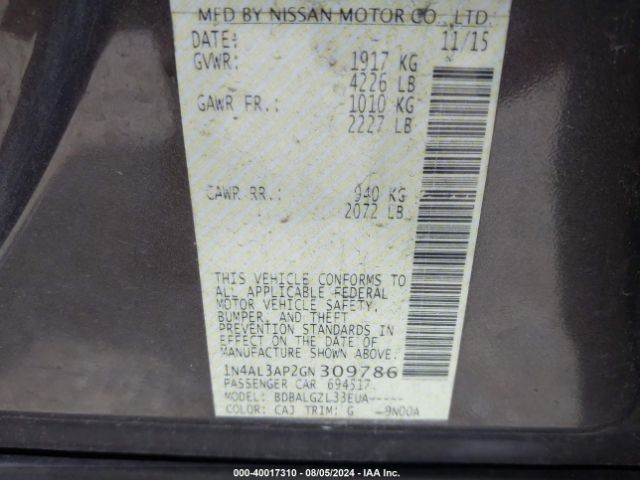 MFD BY NISSAN MOTOR CO., LTD.
DATE: 11/15
GVWR: 1917 KG
4226 LB
GAWR FR.: 1010 KG
2227 LB
GAWR RR.: 940 KG
2072 LB
THIS VEHICLE CONFORMS TO
ALL APPLICABLE FEDERAL
MOTOR VEHICLE SAFETY,
BUMPER, AND THEFT
PREVENTION STANDARDS IN
EFFECT ON THE DATE OF
MANUFACTURE SHOWN ABOVE.
1N4AL3AP2GN 309786
PASSENGER CAR 694517
MODEL: BDBALGZL33EUA-----
COLOR: CAJ TRIM: G -9N00A
000-40017310 - 08/05/2024 - IAA Inc.